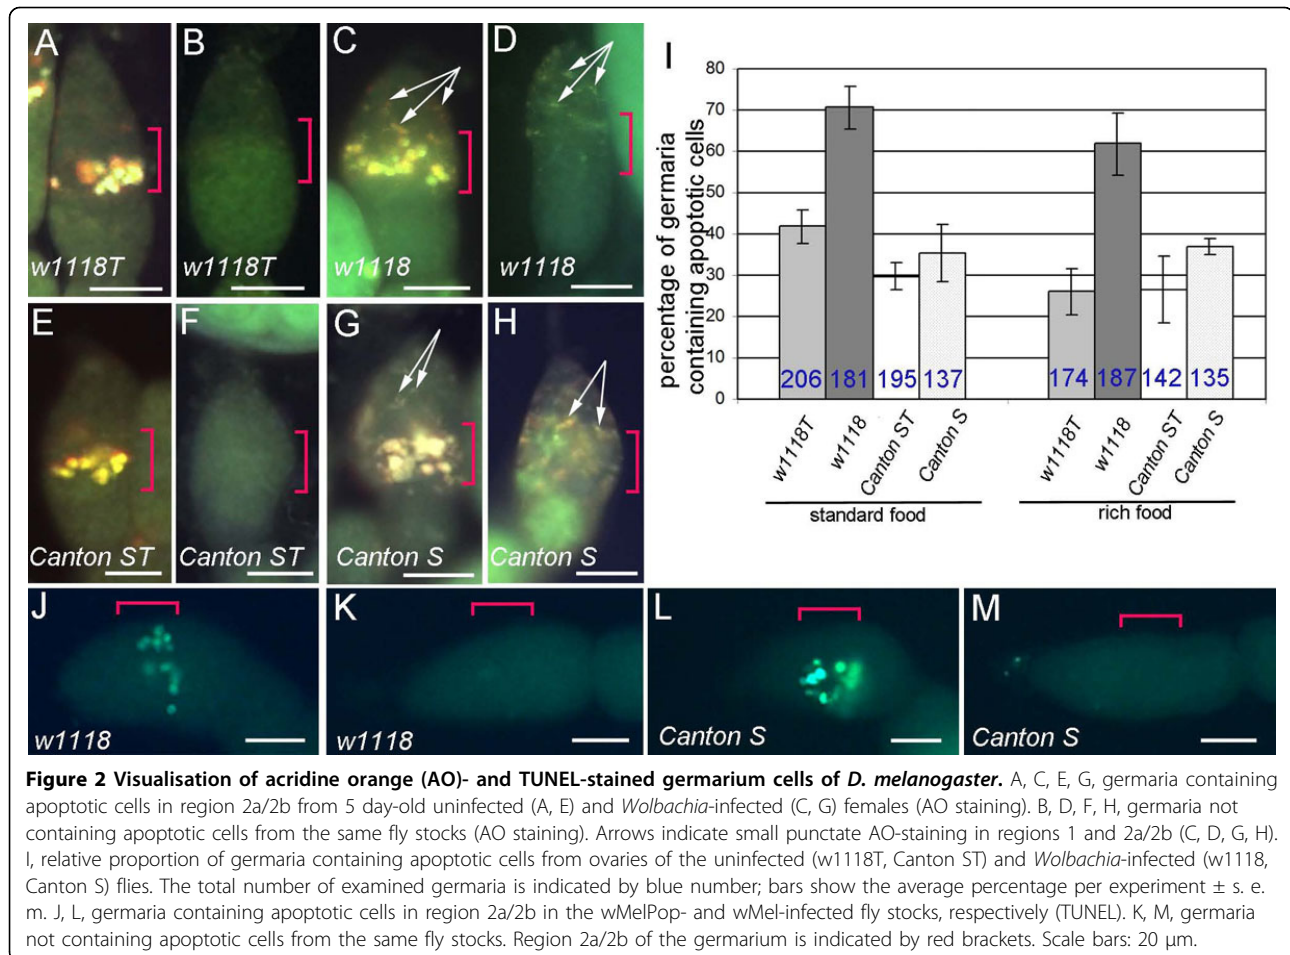 A
B
C
D
w1118T
w1118T
w1118
w1118
E
F
G
H
Canton ST
Canton ST
Canton S
Canton S
I
percentage of germaria
containing apoptotic cells
80
70
60
50
40
30
20
10
0
206 181 195 137 174 187 142 135
w1118T w1118 Canton ST Canton S w1118T w1118 Canton ST Canton S
standard food rich food
J
K
L
M
w1118
w1118
Canton S
Canton S
Figure 2 Visualisation of acridine orange (AO)- and TUNEL-stained germarium cells of D. melanogaster. A, C, E, G, germaria containing
apoptotic cells in region 2a/2b from 5 day-old uninfected (A, E) and Wolbachia-infected (C, G) females (AO staining). B, D, F, H, germaria not
containing apoptotic cells from the same fly stocks (AO staining). Arrows indicate small punctate AO-staining in regions 1 and 2a/2b (C, D, G, H).
I, relative proportion of germaria containing apoptotic cells from ovaries of the uninfected (w1118T, Canton ST) and Wolbachia-infected (w1118,
Canton S) flies. The total number of examined germaria is indicated by blue number; bars show the average percentage per experiment ± s. e.
m. J, L, germaria containing apoptotic cells in region 2a/2b in the wMelPop- and wMel-infected fly stocks, respectively (TUNEL). K, M, germaria
not containing apoptotic cells from the same fly stocks. Region 2a/2b of the germarium is indicated by red brackets. Scale bars: 20 μm.